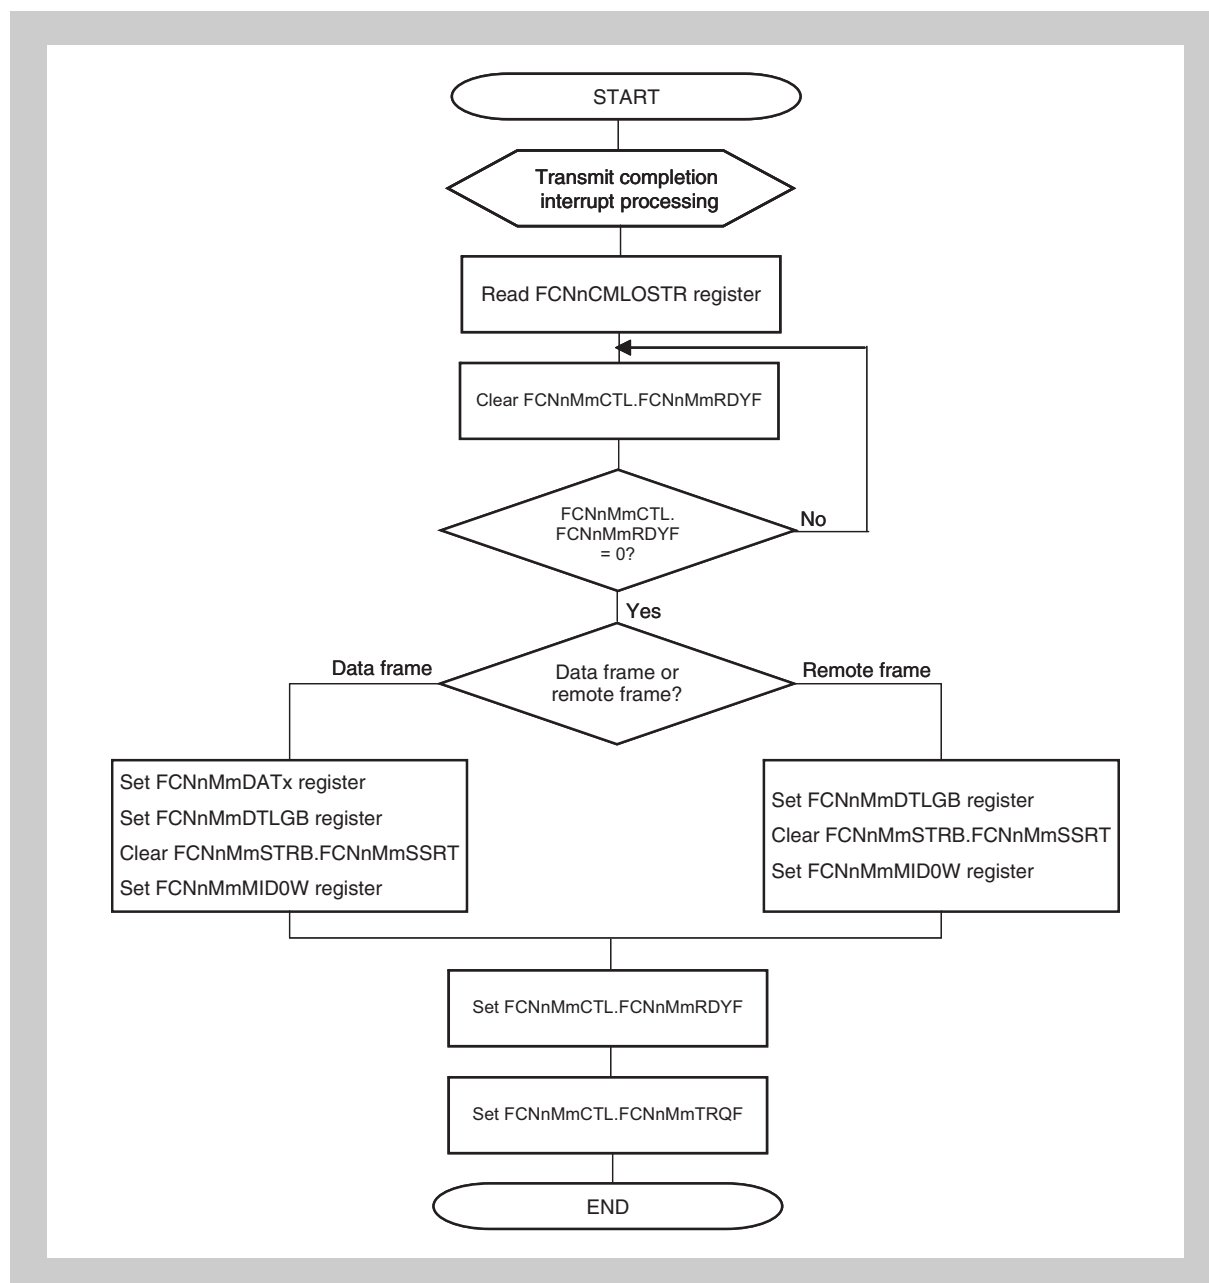 START
Transmit completion
interrupt processing
Read FCNnCMLOSTR register
Clear FCNnMmCTL.FCNnMmRDYF
FCNnMmCTL.
FCNnMmRDYF
= 0?
No
Yes
Data frame
Data frame or
remote frame?
Remote frame
Set FCNnMmDATx register
Set FCNnMmDTLGB register
Clear FCNnMmSTRB.FCNnMmSSRT
Set FCNnMmMID0W register
Set FCNnMmDTLGB register
Clear FCNnMmSTRB.FCNnMmSSRT
Set FCNnMmMID0W register
Set FCNnMmCTL.FCNnMmRDYF
Set FCNnMmCTL.FCNnMmTRQF
END